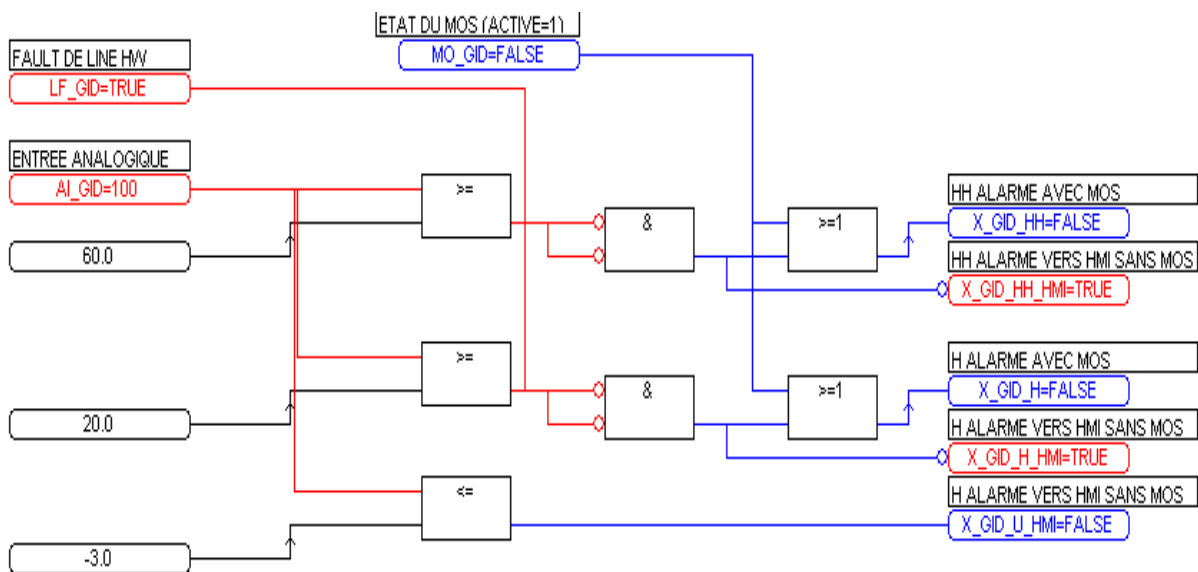 ETAT DU MOS (ACTIVE=1)
MO_GID=FALSE
FAULT DE LINE HW
LF_GID=TRUE
ENTREE ANALOGIQUE
AI_GID=100
>=
60.0
&
>=1
HH ALARME AVEC MOS
X_GID_HH=FALSE
HH ALARME VERS HMI SANS MOS
X_GID_HH_HMI=TRUE
>=
20.0
&
>=1
H ALARME AVEC MOS
X_GID_H=FALSE
H ALARME VERS HMI SANS MOS
X_GID_H_HMI=TRUE
<=
-3.0
H ALARME VERS HMI SANS MOS
X_GID_U_HMI=FALSE